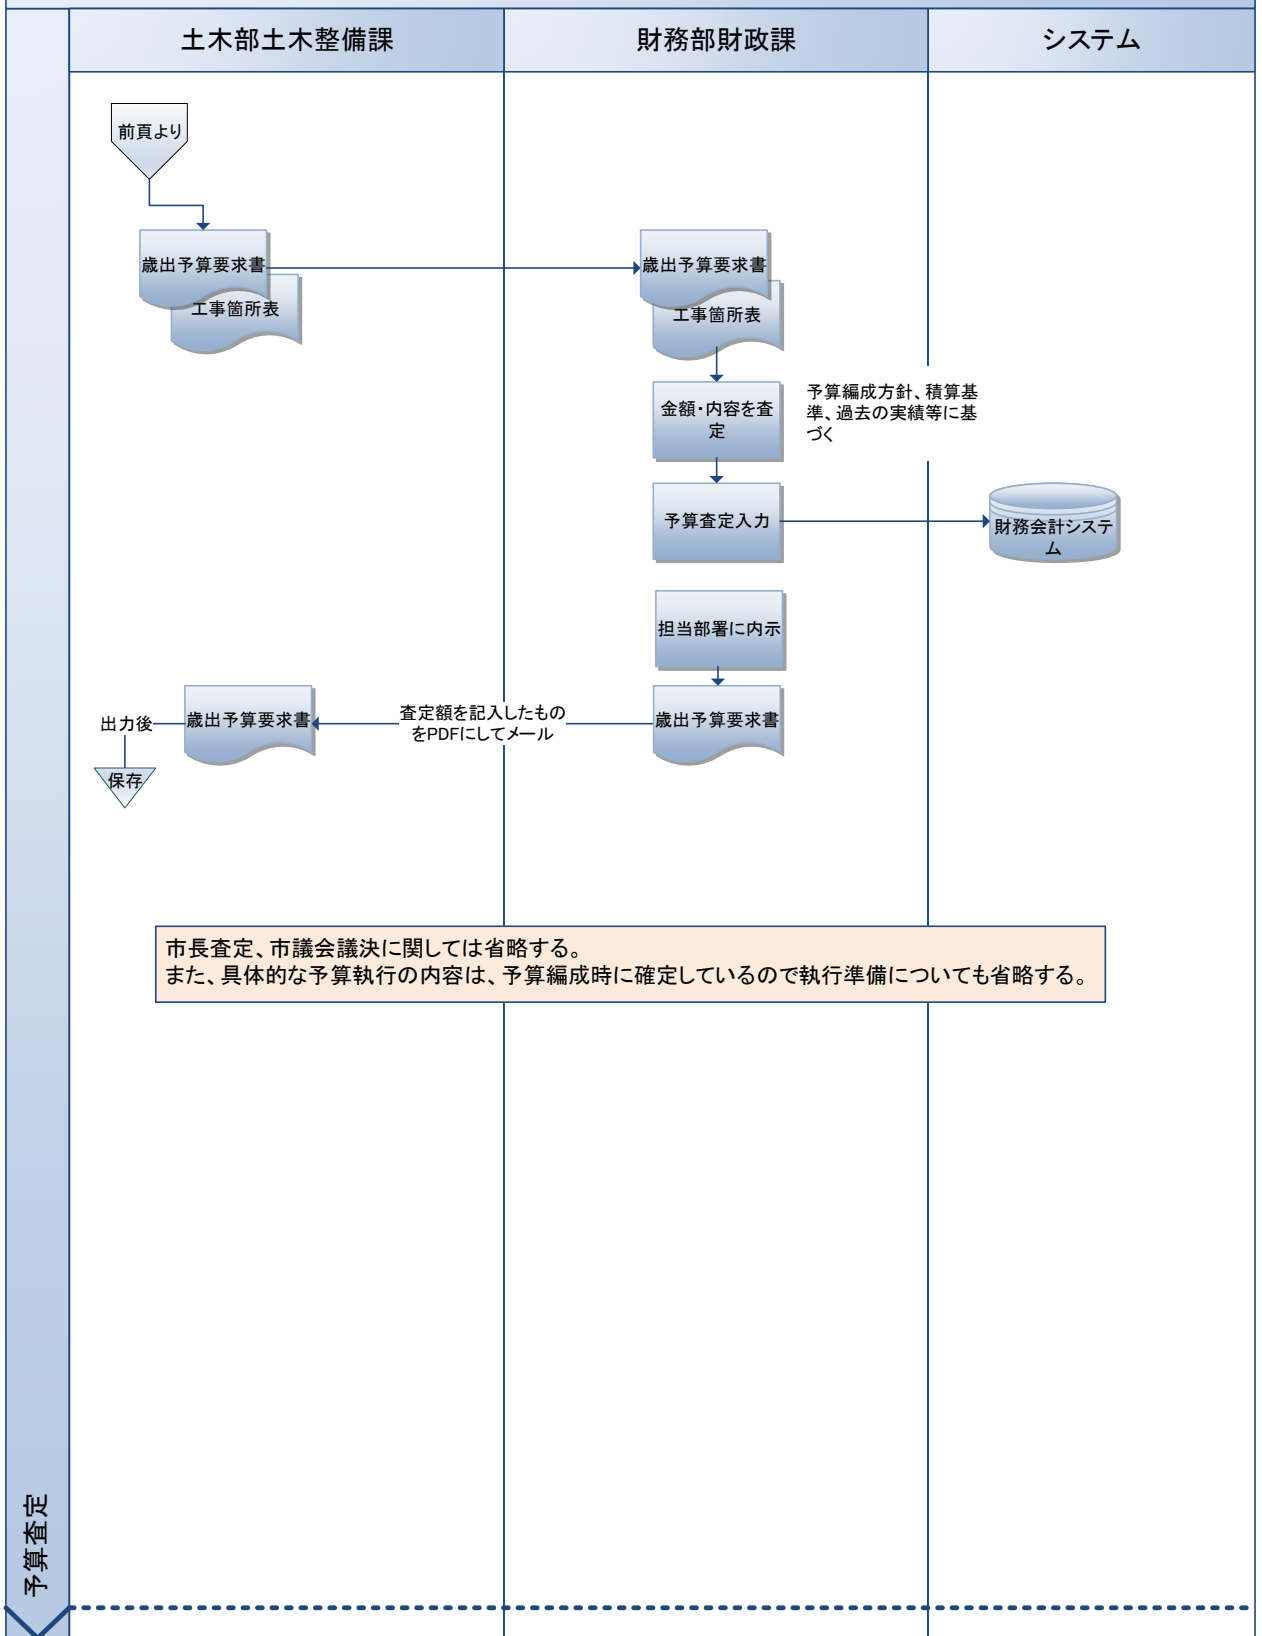 土木部土木整備課
財務部財政課
システム
前頁より
歳出予算要求書
工事箇所表
歳出予算要求書
工事箇所表
金額・内容を査
定
予算編成方針、積算基
準、過去の実績等に基
づく
予算査定入力
財務会計システ
ム
担当部署に内示
歳出予算要求書
査定額を記入したもの
をPDFにしてメール
歳出予算要求書
出力後
保存
市長査定、市議会議決に関しては省略する。
また、具体的な予算執行の内容は、予算編成時に確定しているので執行準備についても省略する。
予算査定